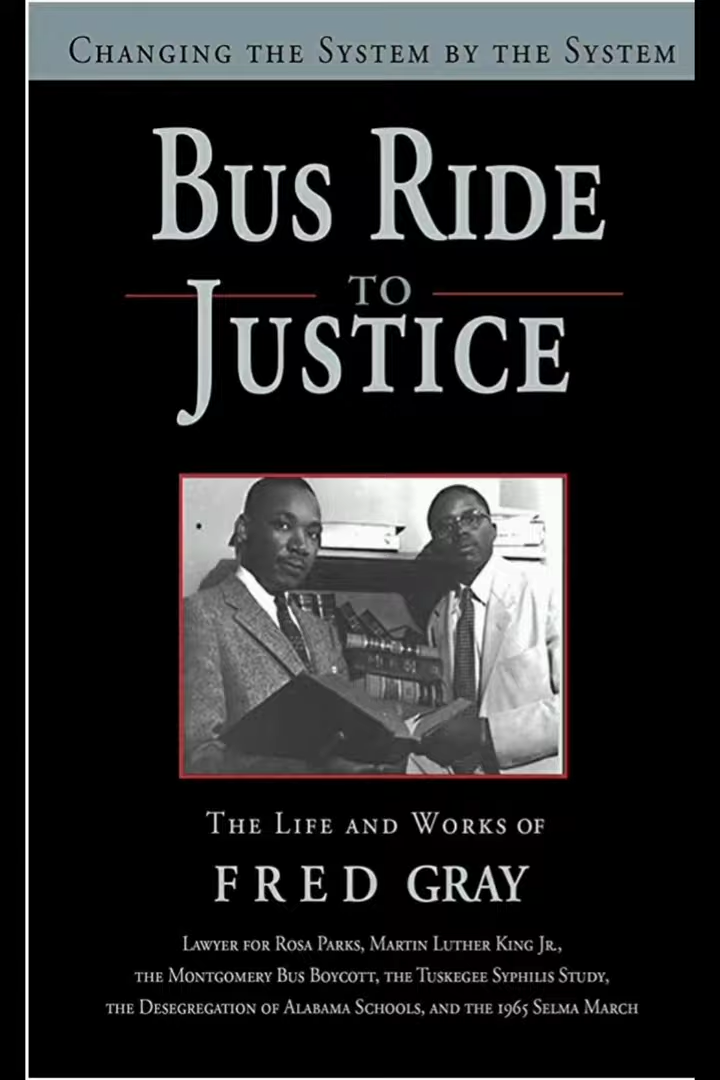 Changing the System by the System
Bus Ride
to
Justice
The Life and Works of
FRED GRAY
Lawyer for Rosa Parks, Martin Luther King Jr.,
the Montgomery Bus Boycott, the Tuskegee Syphilis Study,
the Desegregation of Alabama Schools, and the 1965 Selma March